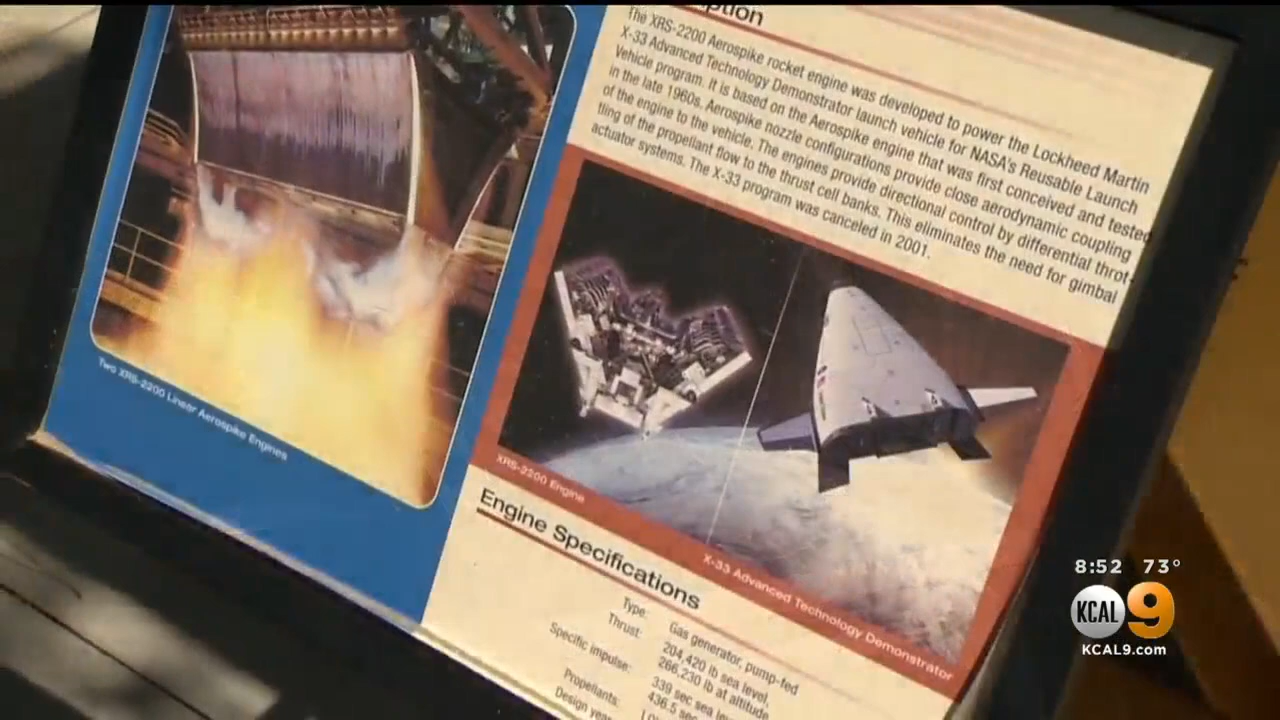 ption
The XRS-2200 Aerospike rocket engine was developed to power the Lockheed Martin
X-33 Advanced Technology Demonstrator launch vehicle for NASA's Reusable Launch
Vehicle program. It is based on the Aerospike engine that was first conceived and tested
in the late 1960s. Aerospike nozzle configurations provide close aerodynamic coupling
of the engine to the vehicle. The engines provide directional control by differential throt-
tling of the propellant flow to the thrust cell banks. This eliminates the need for gimbal
actuator systems. The X-33 program was canceled in 2001.
Two XRS-2200 Linear Aerospike Engines
XRS-2200 Engine
X-33 Advanced Technology Demonstrator
Engine Specifications
Type: Gas generator, pump-fed
Thrust: 204,420 lb sea level,
266,230 lb at altitude
Specific impulse: 339 sec sea
436.5 sec
Propellants:
Design year
8:52 73°
KCAL 9
KCAL9.com